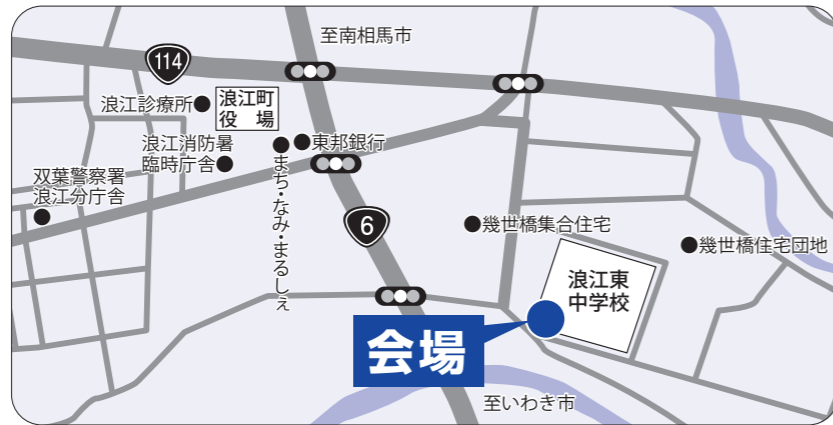 至南相馬市
114
浪江診療所
浪江町
役場
浪江消防署
臨時庁舎
東邦銀行
双葉警察署
浪江分庁舎
まち・なみ・まるしぇ
6
幾世橋集合住宅
幾世橋住宅団地
浪江東
中学校
会場
至いわき市